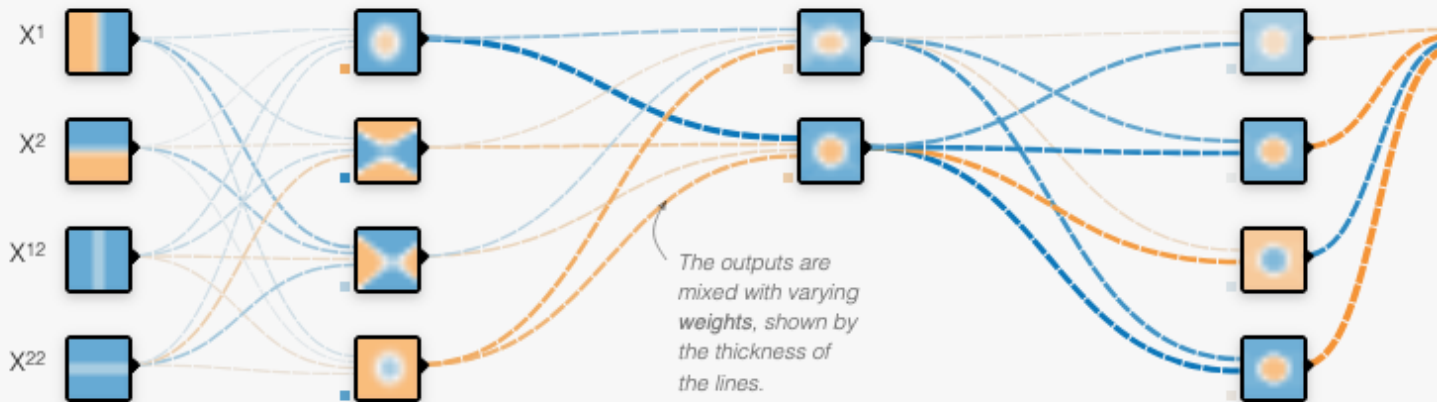 X1
X2
X12
X22
The outputs are
mixed with varying
weights, shown by
the thickness of
the lines.